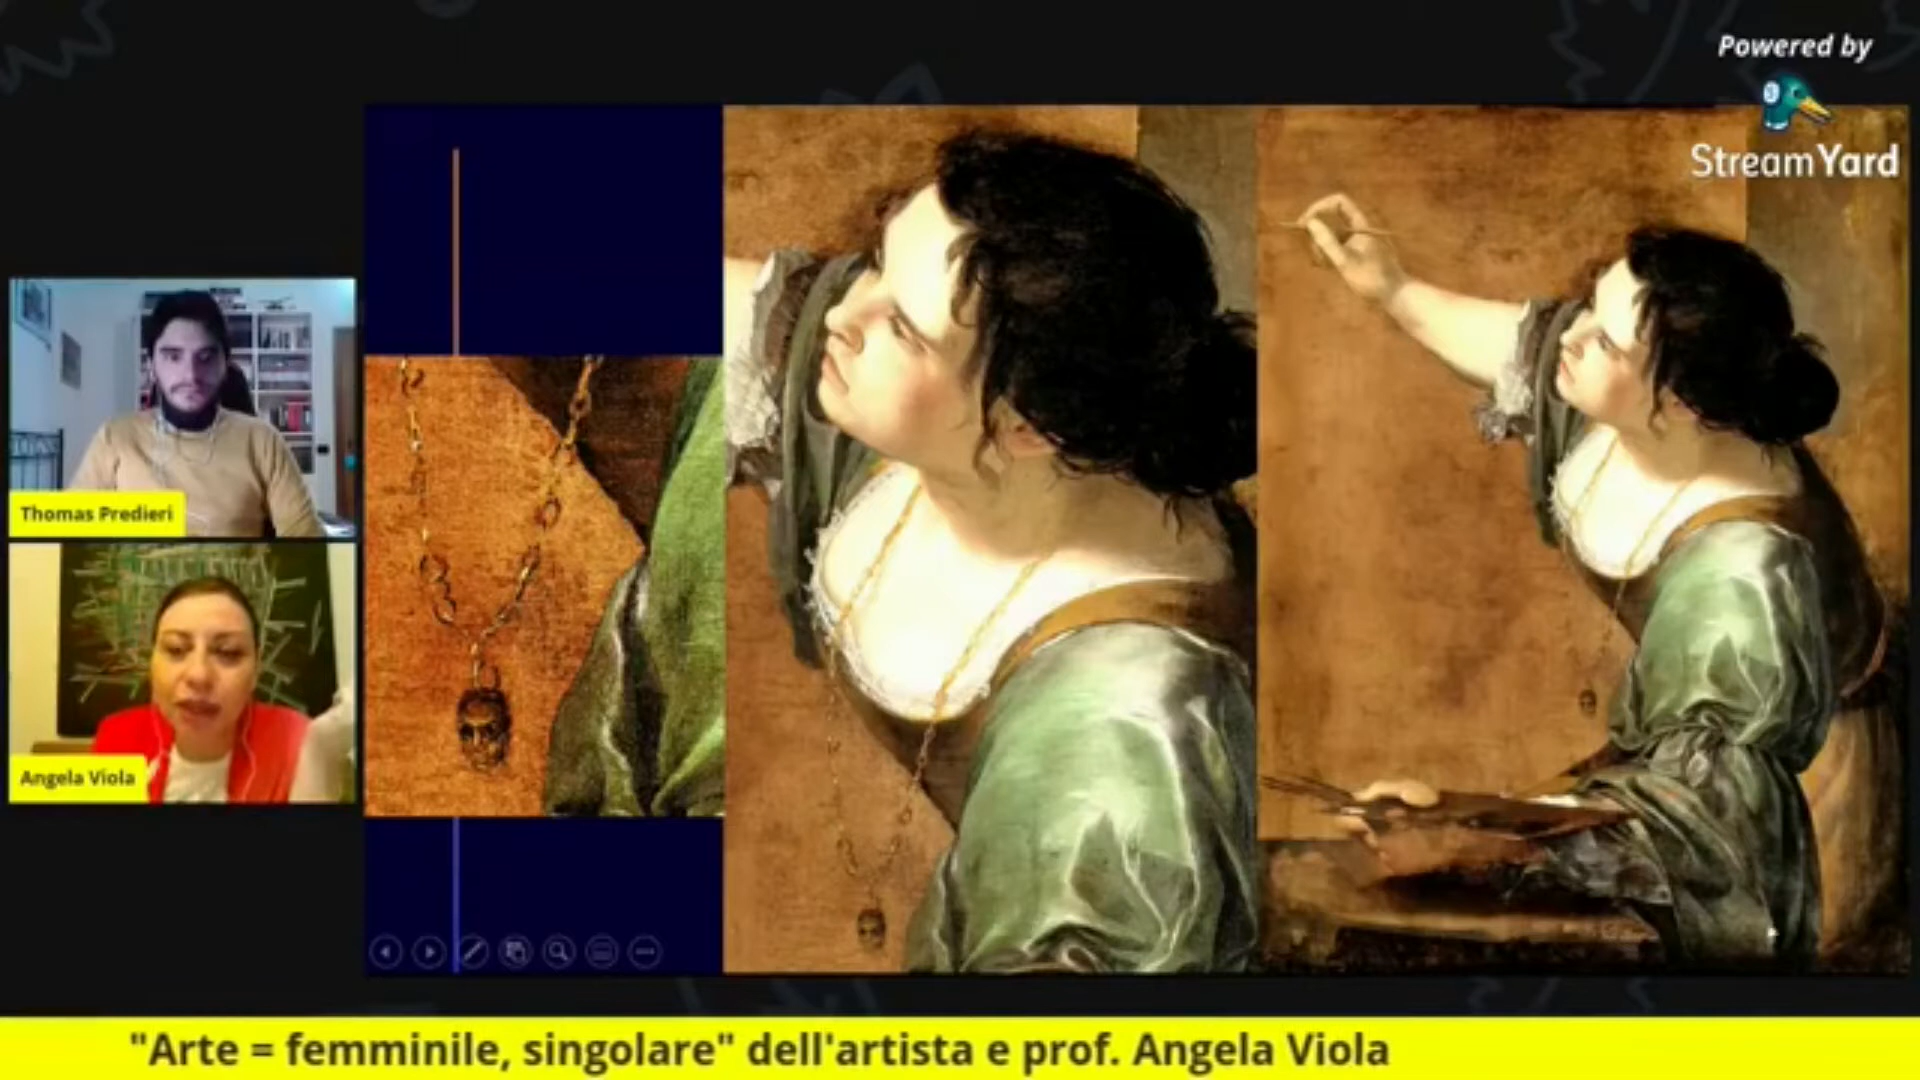 Powered by
StreamYard
Thomas Predieri
Angela Viola
"Arte = femminile, singolare" dell'artista e prof. Angela Viola